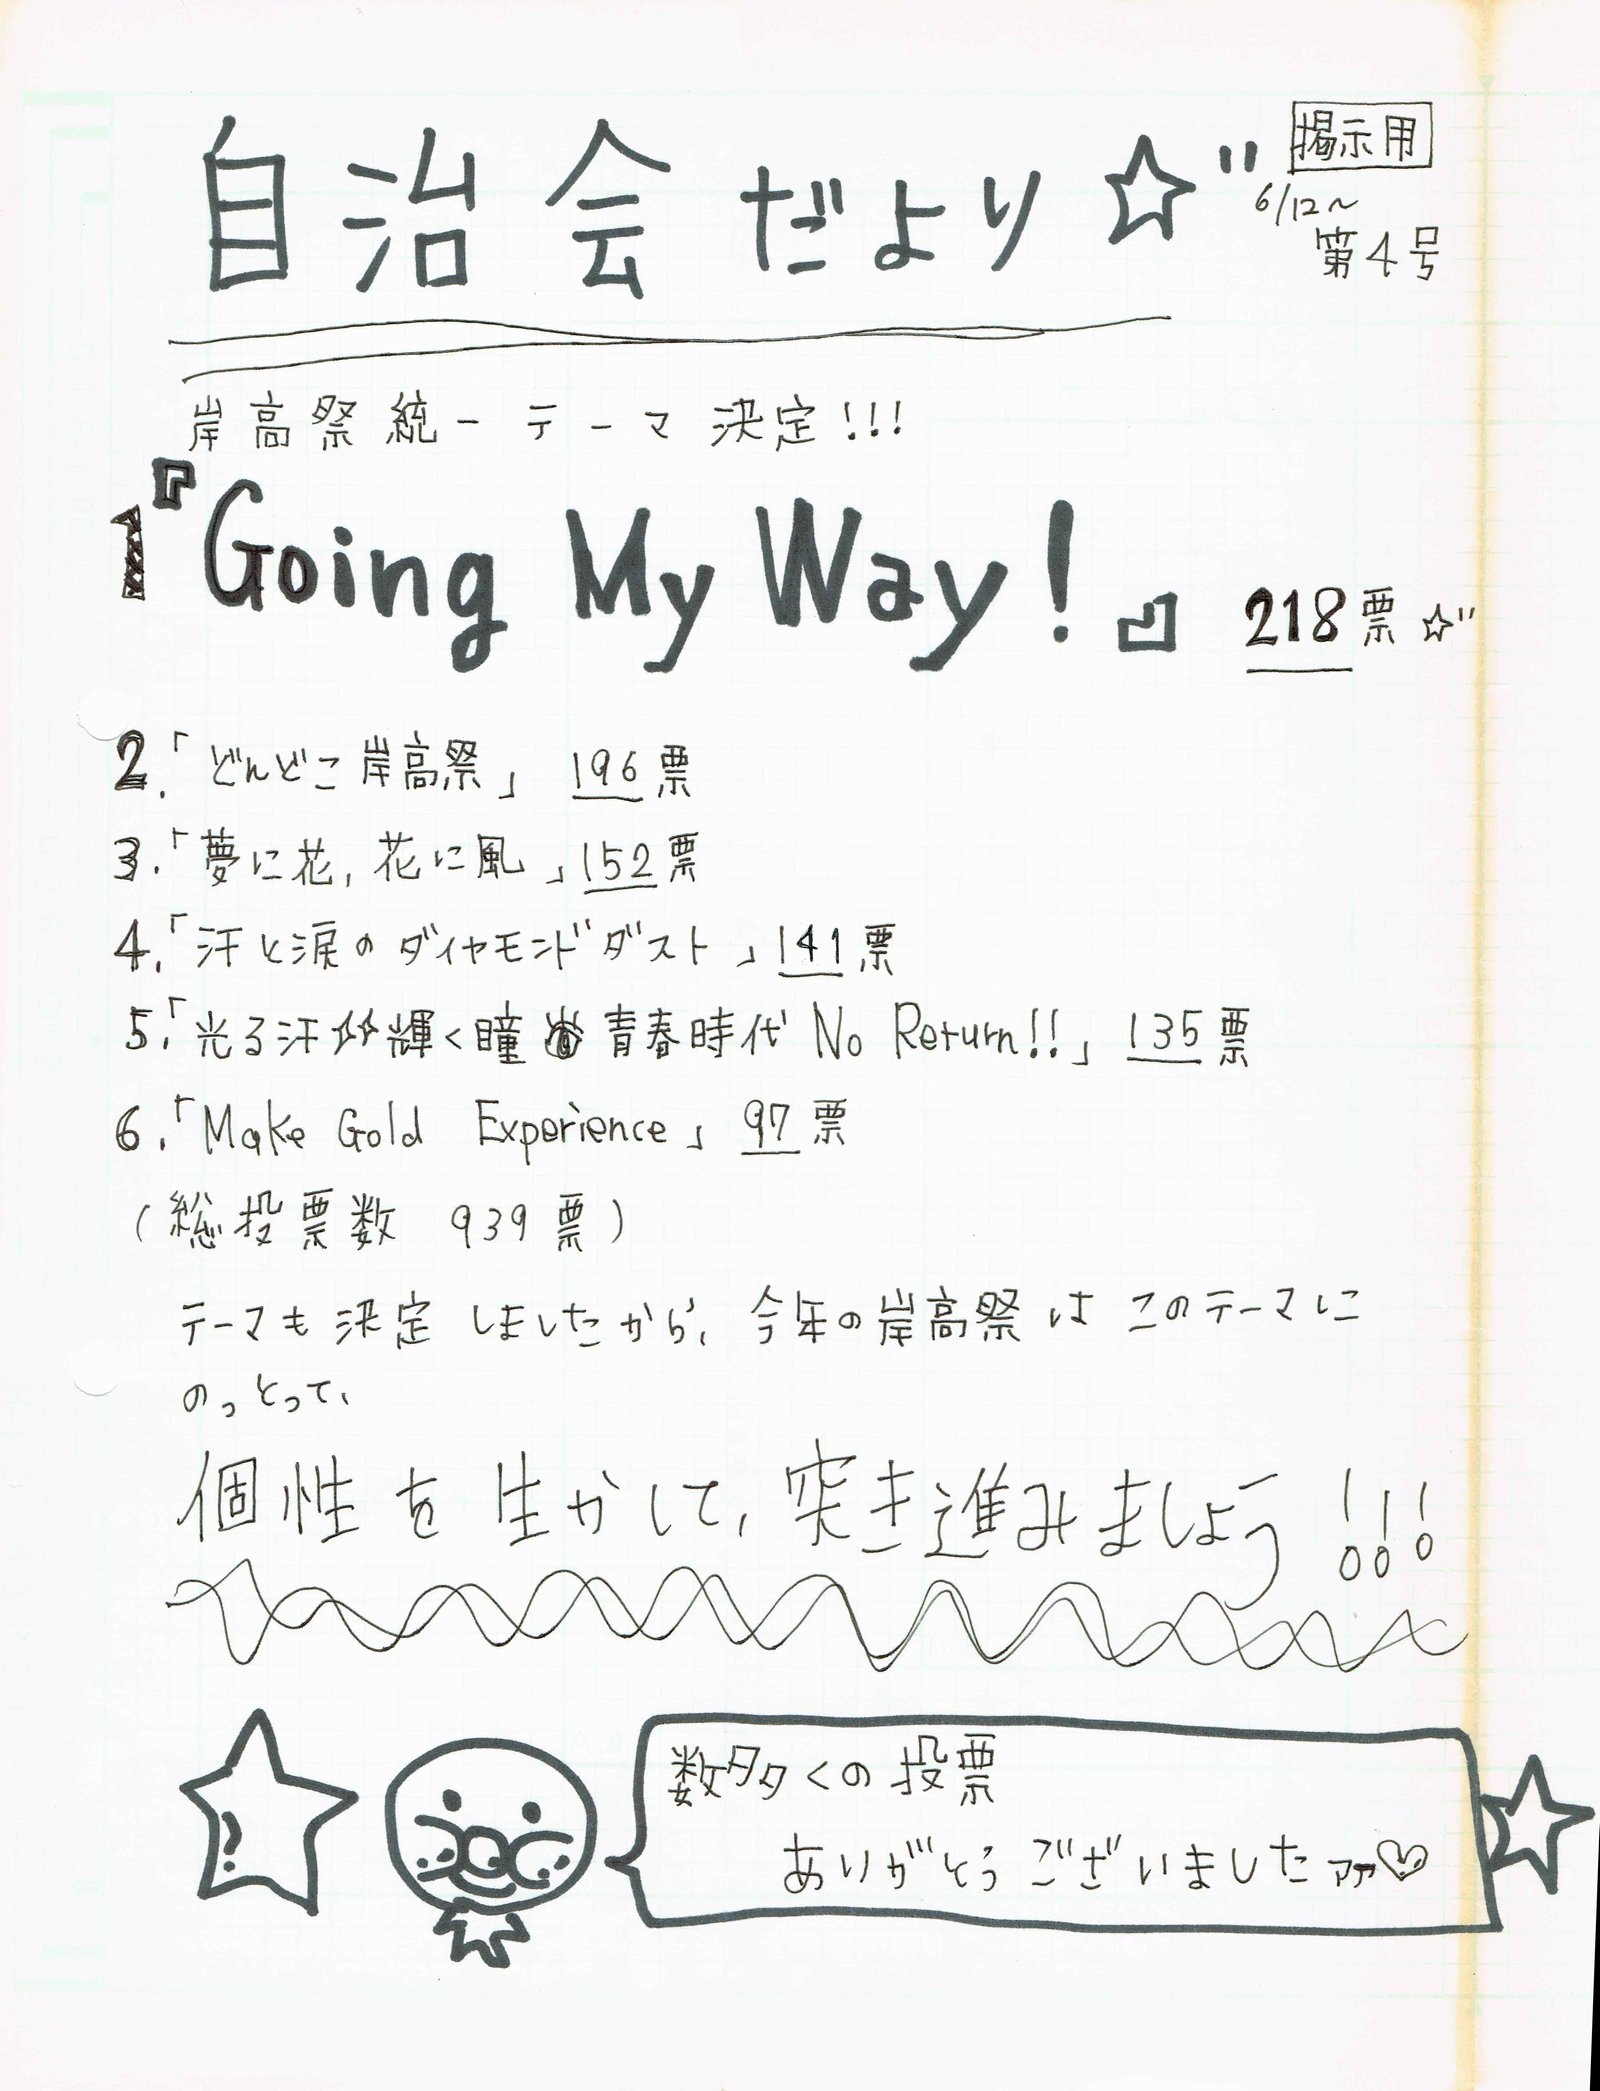 掲示用
自治会だより☆"
6/12〜
第4号
岸高祭統一テーマ決定!!!
1『Going My Way!』 218票☆"
2.「どんどこ岸高祭」 196票
3.「夢に花,花に風」152票
4.「汗と涙のダイヤモンドダスト」141票
5.「光る汗☆☆輝く瞳 青春時代 No Return!!」135票
6.「Make Gold Experience」97票
(総投票数 939票)
テーマも決定しましたから、今年の岸高祭はこのテーマに
のっとって、
個性を生かして、突き進みましょう!!!
数多くの投票
ありがとうございましたァァ♡